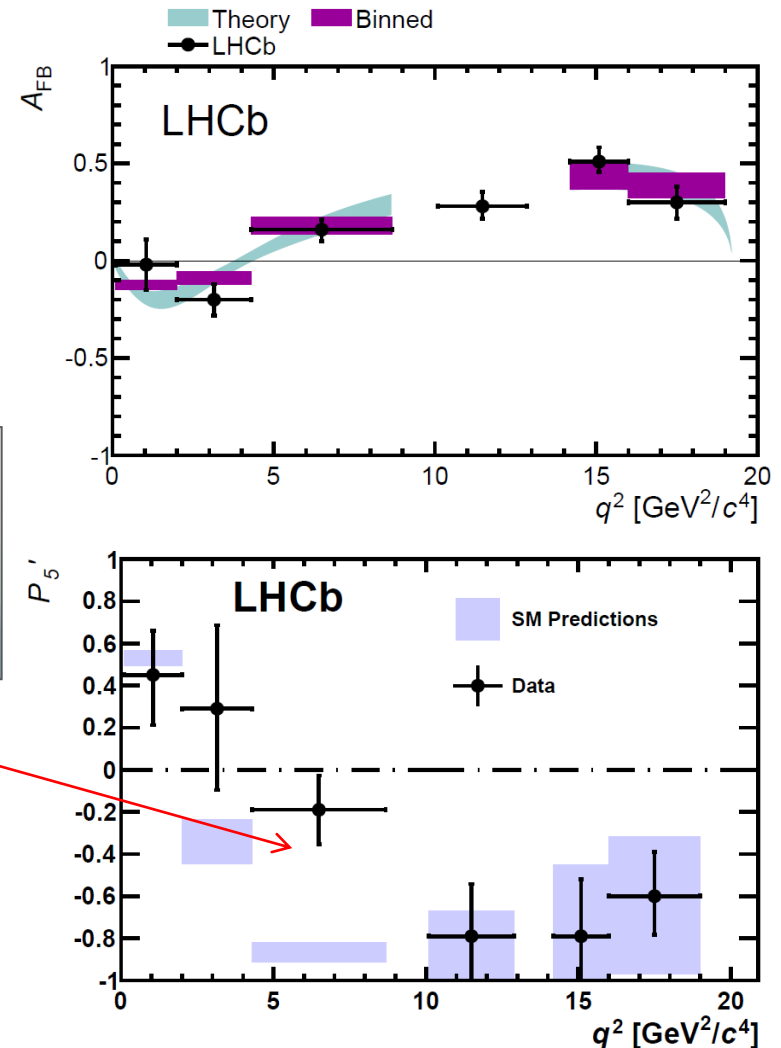 Theory Binned
LHCb
A_FB
LHCb
1
0.5
0
-0.5
-1
0 5 10 15 20
q² [GeV²/c⁴]
P₅'
LHCb
SM Predictions
Data
1
0.8
0.6
0.4
0.2
0
-0.2
-0.4
-0.6
-0.8
-1
0 5 10 15 20
q² [GeV²/c⁴]